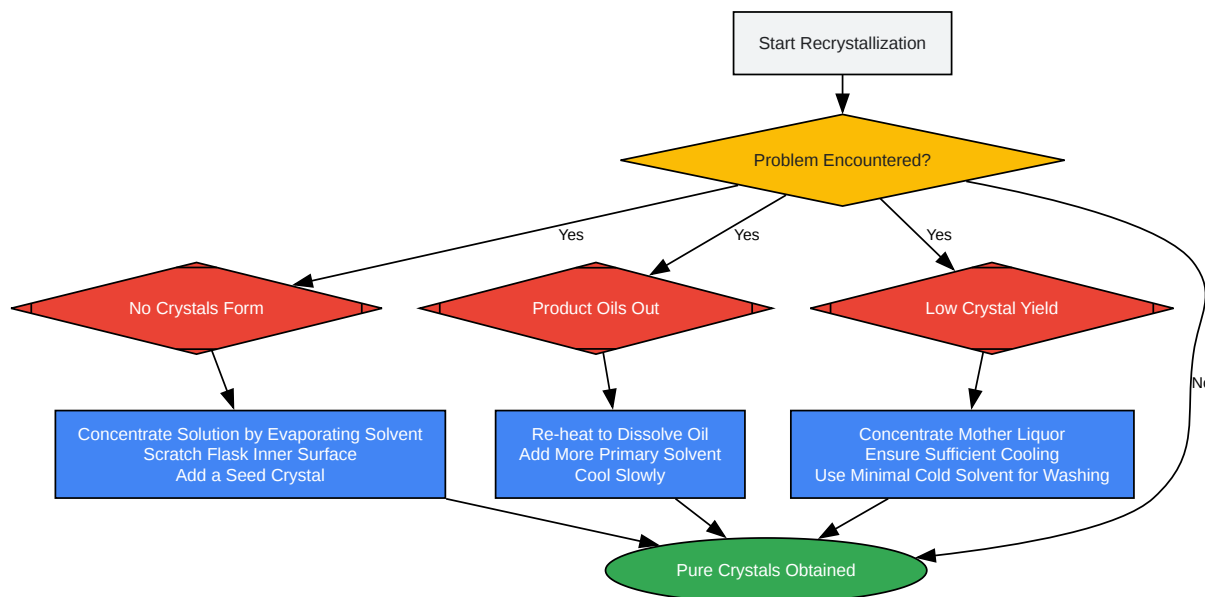 Start Recrystallization
Problem Encountered?
Yes
Yes
Yes
No Crystals Form
Product Oils Out
Low Crystal Yield
No
Concentrate Solution by Evaporating Solvent
Scratch Flask Inner Surface
Add a Seed Crystal
Re-heat to Dissolve Oil
Add More Primary Solvent
Cool Slowly
Concentrate Mother Liquor
Ensure Sufficient Cooling
Use Minimal Cold Solvent for Washing
Pure Crystals Obtained